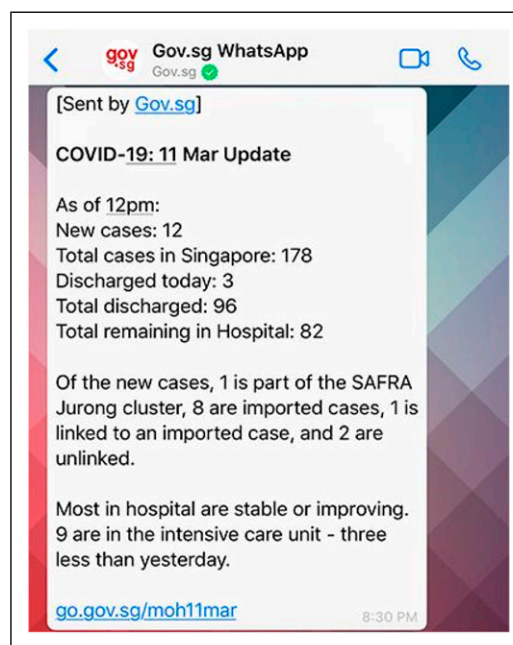 gov
.sg
Gov.sg WhatsApp
Gov.sg
[Sent by Gov.sg]
COVID-19: 11 Mar Update
As of 12pm:
New cases: 12
Total cases in Singapore: 178
Discharged today: 3
Total discharged: 96
Total remaining in Hospital: 82
Of the new cases, 1 is part of the SAFRA
Jurong cluster, 8 are imported cases, 1 is
linked to an imported case, and 2 are
unlinked.
Most in hospital are stable or improving.
9 are in the intensive care unit - three
less than yesterday.
go.gov.sg/moh11mar
8:30 PM